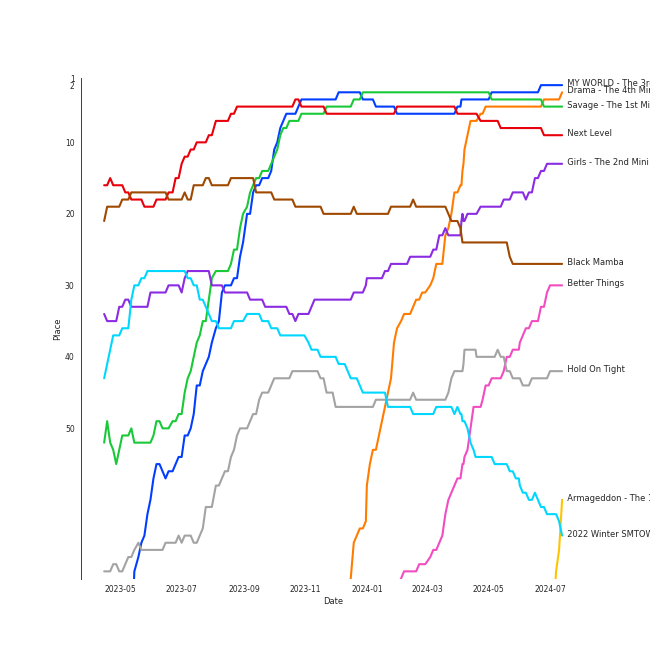 1
2
10
20
30
40
50
Place
MY WORLD - The 3r
Drama - The 4th Mi
Savage - The 1st Mi
Next Level
Girls - The 2nd Mini
Black Mamba
Better Things
Hold On Tight
Armageddon - The
2022 Winter SMTOW
2023-05 2023-07 2023-09 2023-11 2024-01 2024-03 2024-05 2024-07
Date